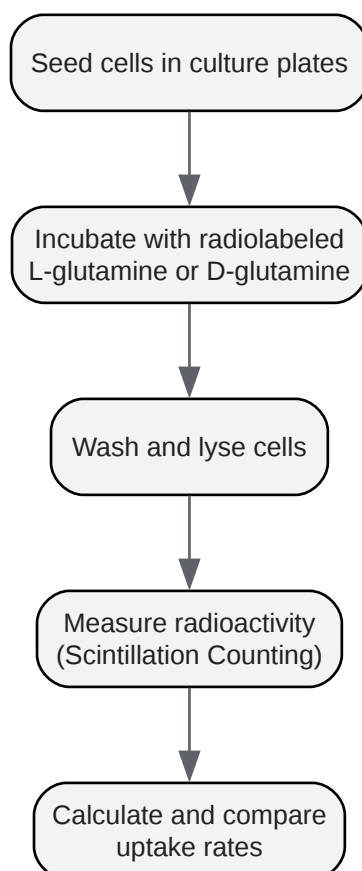 Seed cells in culture plates
Incubate with radiolabeled
L-glutamine or D-glutamine
Wash and lyse cells
Measure radioactivity
(Scintillation Counting)
Calculate and compare
uptake rates